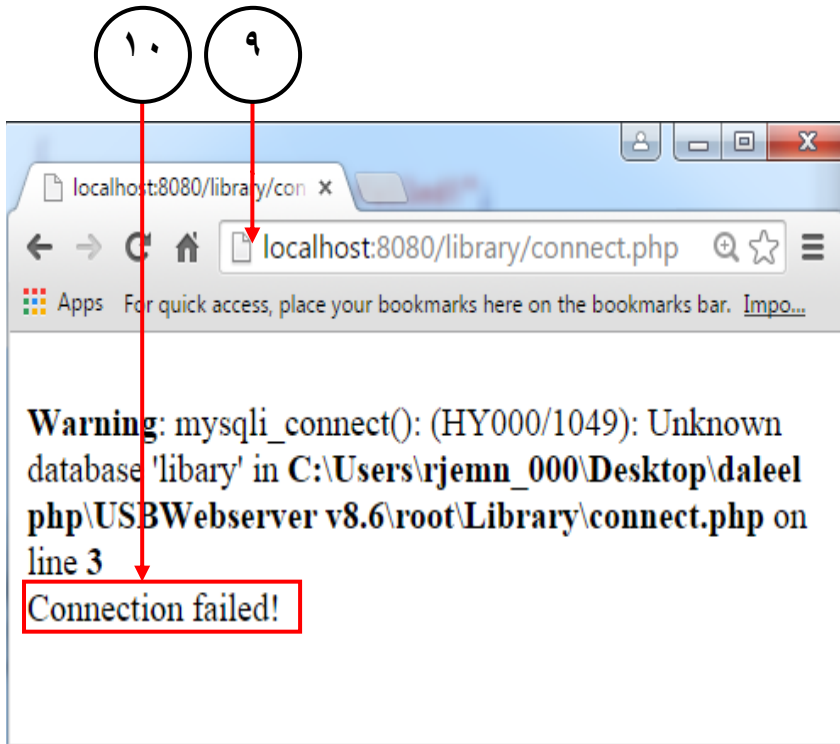 ١٠ ٩
localhost:8080/library/con
localhost:8080/library/connect.php
Apps For quick access, place your bookmarks here on the bookmarks bar. Impo...
Warning: mysqli_connect(): (HY000/1049): Unknown
database 'libary' in C:\Users\rjemn_000\Desktop\daleel
php\USBWebserver v8.6\root\Library\connect.php on
line 3
Connection failed!